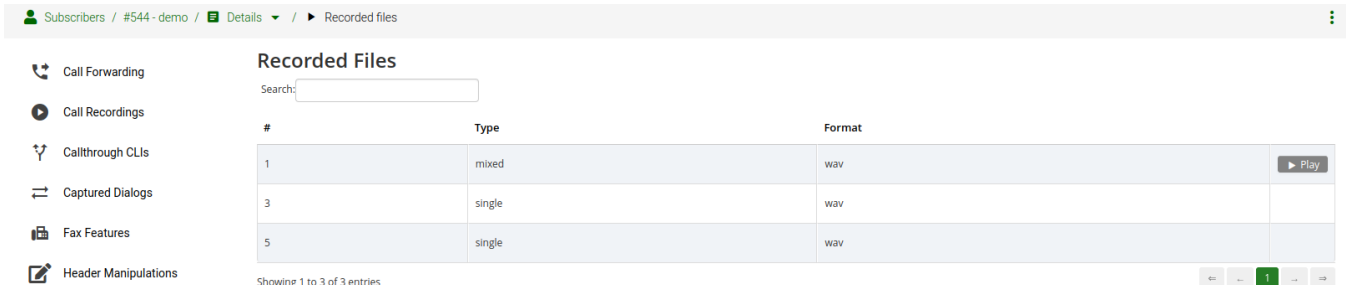 Subscribers / #544 - demo / Details / Recorded files
Call Forwarding
Call Recordings
Callthrough CLIs
Captured Dialogs
Fax Features
Header Manipulations
Recorded Files
Search:
# Type Format
1 mixed wav Play
3 single wav
5 single wav
Showing 1 to 3 of 3 entries
⇐ ← 1 → ⇒